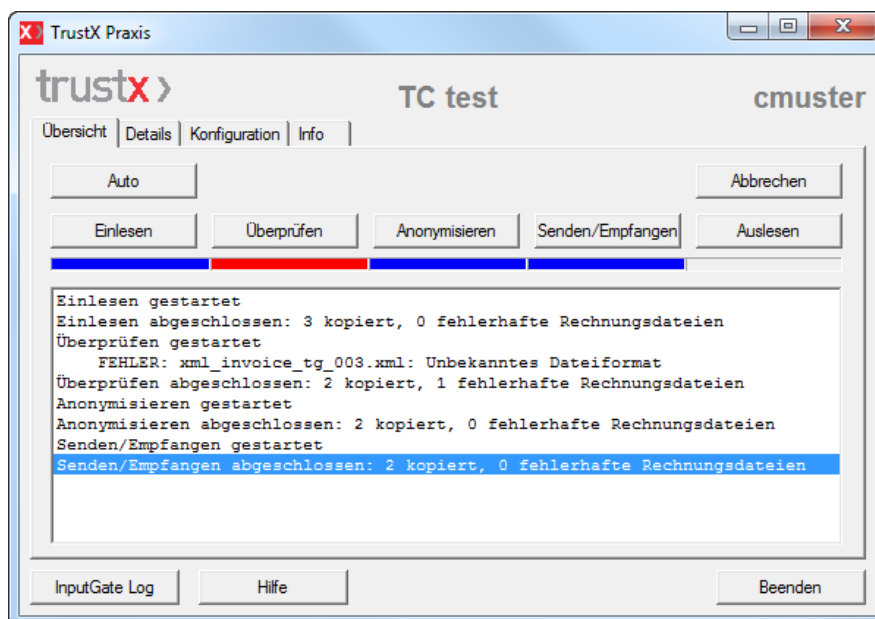 TrustX Praxis
trustx
TC test
cmuster
Übersicht Details Konfiguration Info
Auto Abbrechen
Einlesen Überprüfen Anonymisieren Senden/Empfangen Auslesen
Einlesen gestartet
Einlesen abgeschlossen: 3 kopiert, 0 fehlerhafte Rechnungsdateien
Überprüfen gestartet
FEHLER: xml_invoice_tg_003.xml: Unbekanntes Dateiformat
Überprüfen abgeschlossen: 2 kopiert, 1 fehlerhafte Rechnungsdateien
Anonymisieren gestartet
Anonymisieren abgeschlossen: 2 kopiert, 0 fehlerhafte Rechnungsdateien
Senden/Empfangen gestartet
Senden/Empfangen abgeschlossen: 2 kopiert, 0 fehlerhafte Rechnungsdateien
InputGate Log Hilfe Beenden